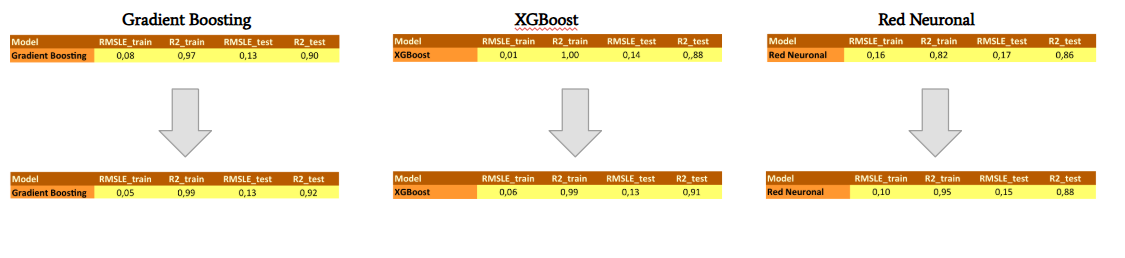 Gradient Boosting
Model RMSLE_train R2_train RMSLE_test R2_test
Gradient Boosting 0,08 0,97 0,13 0,90
Model RMSLE_train R2_train RMSLE_test R2_test
Gradient Boosting 0,05 0,99 0,13 0,92
XGBoost
Model RMSLE_train R2_train RMSLE_test R2_test
XGBoost 0,01 1,00 0,14 0,,88
Model RMSLE_train R2_train RMSLE_test R2_test
XGBoost 0,06 0,99 0,13 0,91
Red Neuronal
Model RMSLE_train R2_train RMSLE_test R2_test
Red Neuronal 0,16 0,82 0,17 0,86
Model RMSLE_train R2_train RMSLE_test R2_test
Red Neuronal 0,10 0,95 0,15 0,88